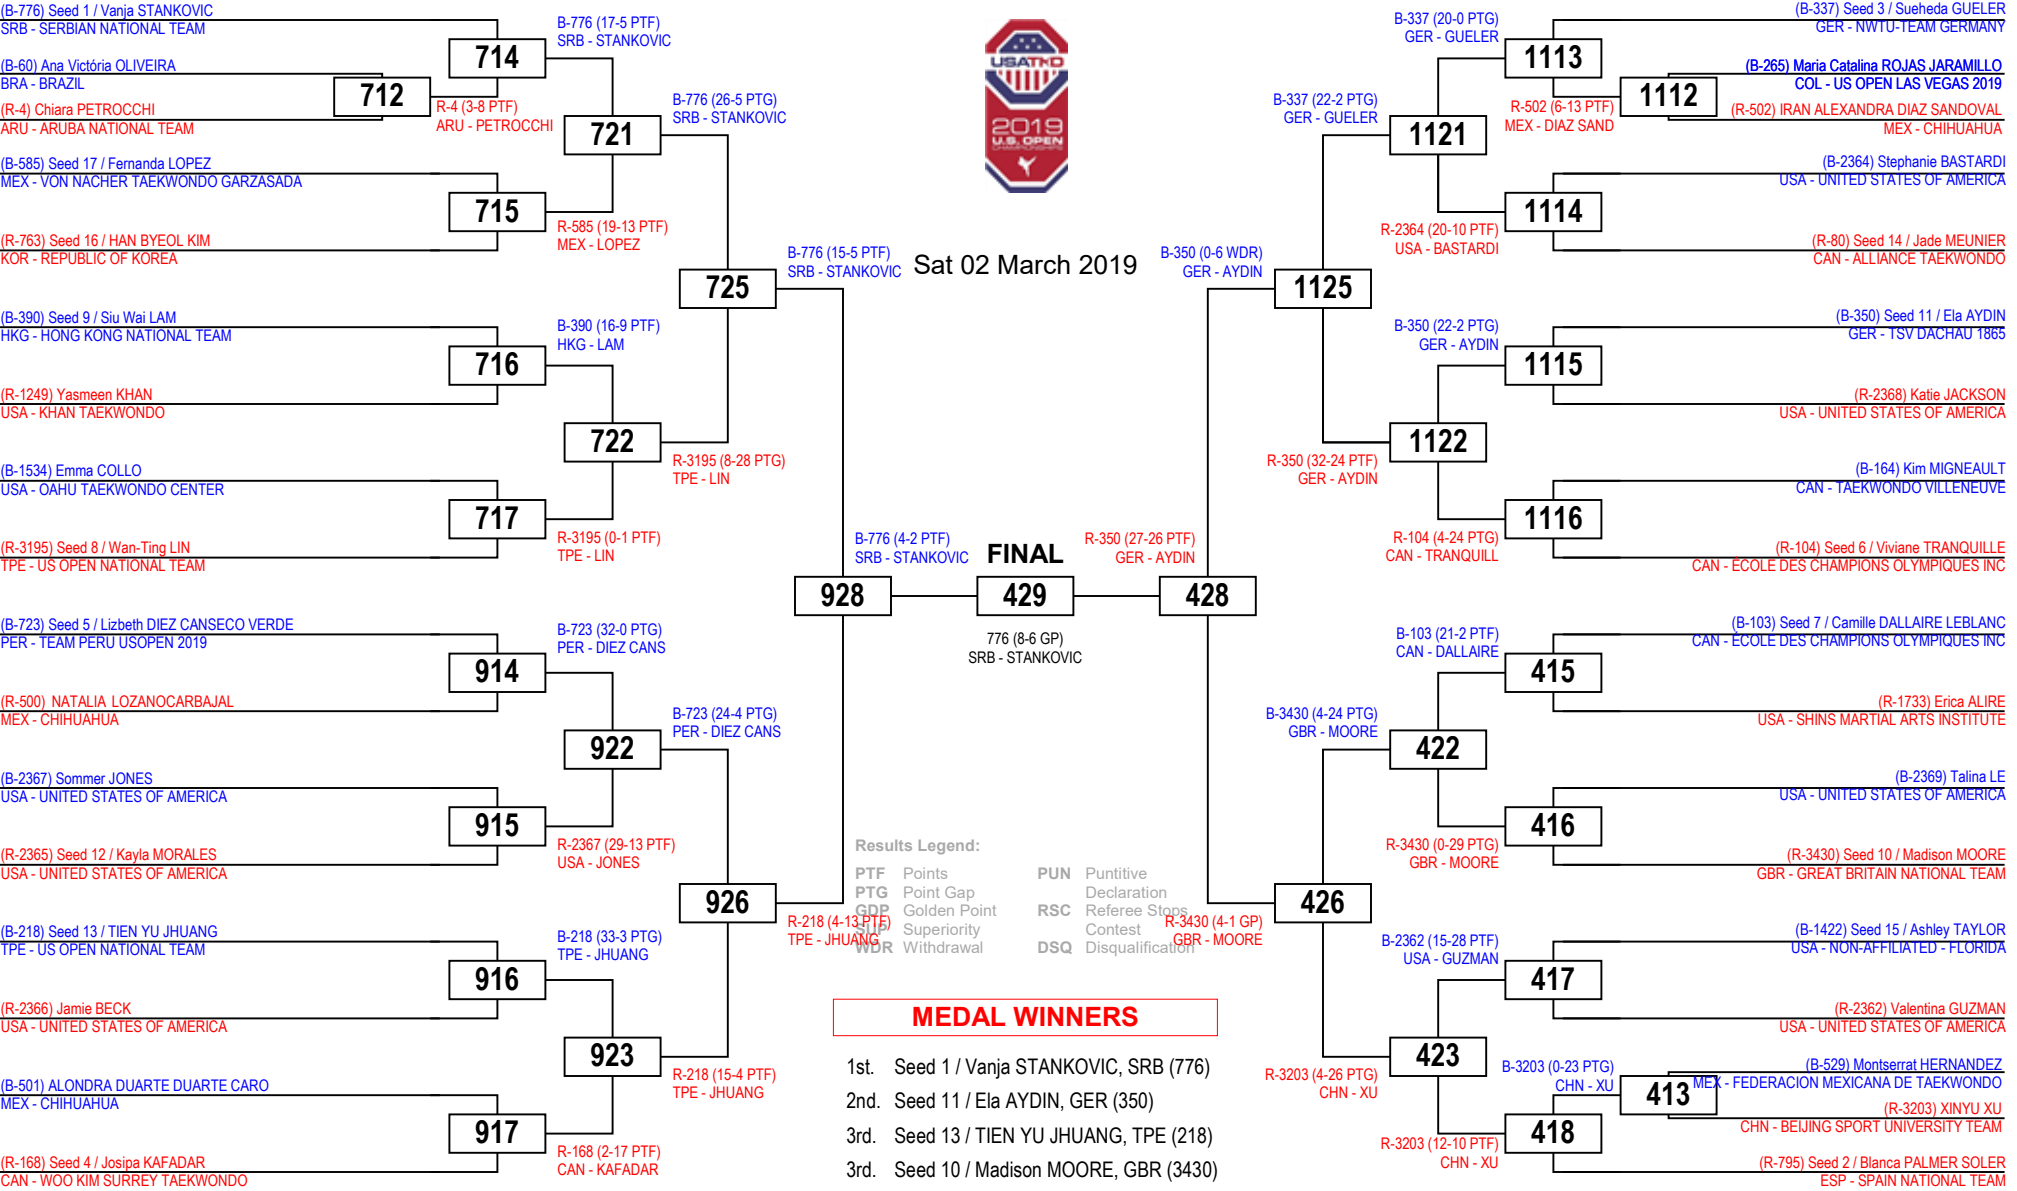 (B-776) Seed 1 / Vanja STANKOVIC
SRB - SERBIAN NATIONAL TEAM
(B-60) Ana Victória OLIVEIRA
BRA - BRAZIL
(R-4) Chiara PETROCCHI
ARU - ARUBA NATIONAL TEAM
(B-585) Seed 17 / Fernanda LOPEZ
MEX - VON NACHER TAEKWONDO GARZASADA
(R-763) Seed 16 / HAN BYEOL KIM
KOR - REPUBLIC OF KOREA
(B-390) Seed 9 / Siu Wai LAM
HKG - HONG KONG NATIONAL TEAM
(R-1249) Yasmeen KHAN
USA - KHAN TAEKWONDO
(B-1534) Emma COLLO
USA - OAHU TAEKWONDO CENTER
(R-3195) Seed 8 / Wan-Ting LIN
TPE - US OPEN NATIONAL TEAM
(B-723) Seed 5 / Lizbeth DIEZ CANSECO VERDE
PER - TEAM PERU USOPEN 2019
(R-500) NATALIA LOZANOCARBAJAL
MEX - CHIHUAHUA
(B-2367) Sommer JONES
USA - UNITED STATES OF AMERICA
(R-2365) Seed 12 / Kayla MORALES
USA - UNITED STATES OF AMERICA
(B-218) Seed 13 / TIEN YU JHUANG
TPE - US OPEN NATIONAL TEAM
(R-2366) Jamie BECK
USA - UNITED STATES OF AMERICA
(B-501) ALONDRA DUARTE DUARTE CARO
MEX - CHIHUAHUA
(R-168) Seed 4 / Josipa KAFADAR
CAN - WOO KIM SURREY TAEKWONDO
712
R-4 (3-8 PTF)
ARU - PETROCCHI
714
715
716
717
914
915
916
917
B-776 (17-5 PTF)
SRB - STANKOVIC
R-585 (19-13 PTF)
MEX - LOPEZ
B-390 (16-9 PTF)
HKG - LAM
R-3195 (0-1 PTF)
TPE - LIN
B-723 (32-0 PTG)
PER - DIEZ CANS
R-2367 (29-13 PTF)
USA - JONES
B-218 (33-3 PTG)
TPE - JHUANG
R-168 (2-17 PTF)
CAN - KAFADAR
721
722
922
923
B-776 (26-5 PTG)
SRB - STANKOVIC
R-3195 (8-28 PTG)
TPE - LIN
B-723 (24-4 PTG)
PER - DIEZ CANS
R-218 (15-4 PTF)
TPE - JHUANG
725
926
B-776 (15-5 PTF)
SRB - STANKOVIC
R-218 (4-13 PTF)
TPE - JHUANG
928
B-776 (4-2 PTF)
SRB - STANKOVIC
USATKD
2019
U.S. OPEN
CHAMPIONSHIPS
Sat 02 March 2019
FINAL
429
776 (8-6 GP)
SRB - STANKOVIC
Results Legend:
PTF Points
PTG Point Gap
GDP Golden Point
SUP Superiority
WDR Withdrawal
PUN Puntitive
Declaration
RSC Referee Stops
Contest
DSQ Disqualification
MEDAL WINNERS
1st. Seed 1 / Vanja STANKOVIC, SRB (776)
2nd. Seed 11 / Ela AYDIN, GER (350)
3rd. Seed 13 / TIEN YU JHUANG, TPE (218)
3rd. Seed 10 / Madison MOORE, GBR (3430)
R-350 (27-26 PTF)
GER - AYDIN
428
B-350 (0-6 WDR)
GER - AYDIN
R-3430 (4-1 GP)
GBR - MOORE
1125
426
B-337 (22-2 PTG)
GER - GUELER
R-350 (32-24 PTF)
GER - AYDIN
B-3430 (4-24 PTG)
GBR - MOORE
R-3203 (4-26 PTG)
CHN - XU
1121
1122
422
423
B-337 (20-0 PTG)
GER - GUELER
R-2364 (20-10 PTF)
USA - BASTARDI
B-350 (22-2 PTG)
GER - AYDIN
R-104 (4-24 PTG)
CAN - TRANQUILL
B-103 (21-2 PTF)
CAN - DALLAIRE
R-3430 (0-29 PTG)
GBR - MOORE
B-2362 (15-28 PTF)
USA - GUZMAN
R-3203 (12-10 PTF)
CHN - XU
1113
1114
1115
1116
415
416
417
418
R-502 (6-13 PTF)
MEX - DIAZ SAND
1112
B-3203 (0-23 PTG)
CHN - XU
413
(B-337) Seed 3 / Sueheda GUELER
GER - NWTU-TEAM GERMANY
(B-265) Maria Catalina ROJAS JARAMILLO
COL - US OPEN LAS VEGAS 2019
(R-502) IRAN ALEXANDRA DIAZ SANDOVAL
MEX - CHIHUAHUA
(B-2364) Stephanie BASTARDI
USA - UNITED STATES OF AMERICA
(R-80) Seed 14 / Jade MEUNIER
CAN - ALLIANCE TAEKWONDO
(B-350) Seed 11 / Ela AYDIN
GER - TSV DACHAU 1865
(R-2368) Katie JACKSON
USA - UNITED STATES OF AMERICA
(B-164) Kim MIGNEAULT
CAN - TAEKWONDO VILLENEUVE
(R-104) Seed 6 / Viviane TRANQUILLE
CAN - ÉCOLE DES CHAMPIONS OLYMPIQUES INC
(B-103) Seed 7 / Camille DALLAIRE LEBLANC
CAN - ÉCOLE DES CHAMPIONS OLYMPIQUES INC
(R-1733) Erica ALIRE
USA - SHINS MARTIAL ARTS INSTITUTE
(B-2369) Talina LE
USA - UNITED STATES OF AMERICA
(R-3430) Seed 10 / Madison MOORE
GBR - GREAT BRITAIN NATIONAL TEAM
(B-1422) Seed 15 / Ashley TAYLOR
USA - NON-AFFILIATED - FLORIDA
(R-2362) Valentina GUZMAN
USA - UNITED STATES OF AMERICA
(B-529) Montserrat HERNANDEZ
MEX - FEDERACION MEXICANA DE TAEKWONDO
(R-3203) XINYU XU
CHN - BEIJING SPORT UNIVERSITY TEAM
(R-795) Seed 2 / Blanca PALMER SOLER
ESP - SPAIN NATIONAL TEAM